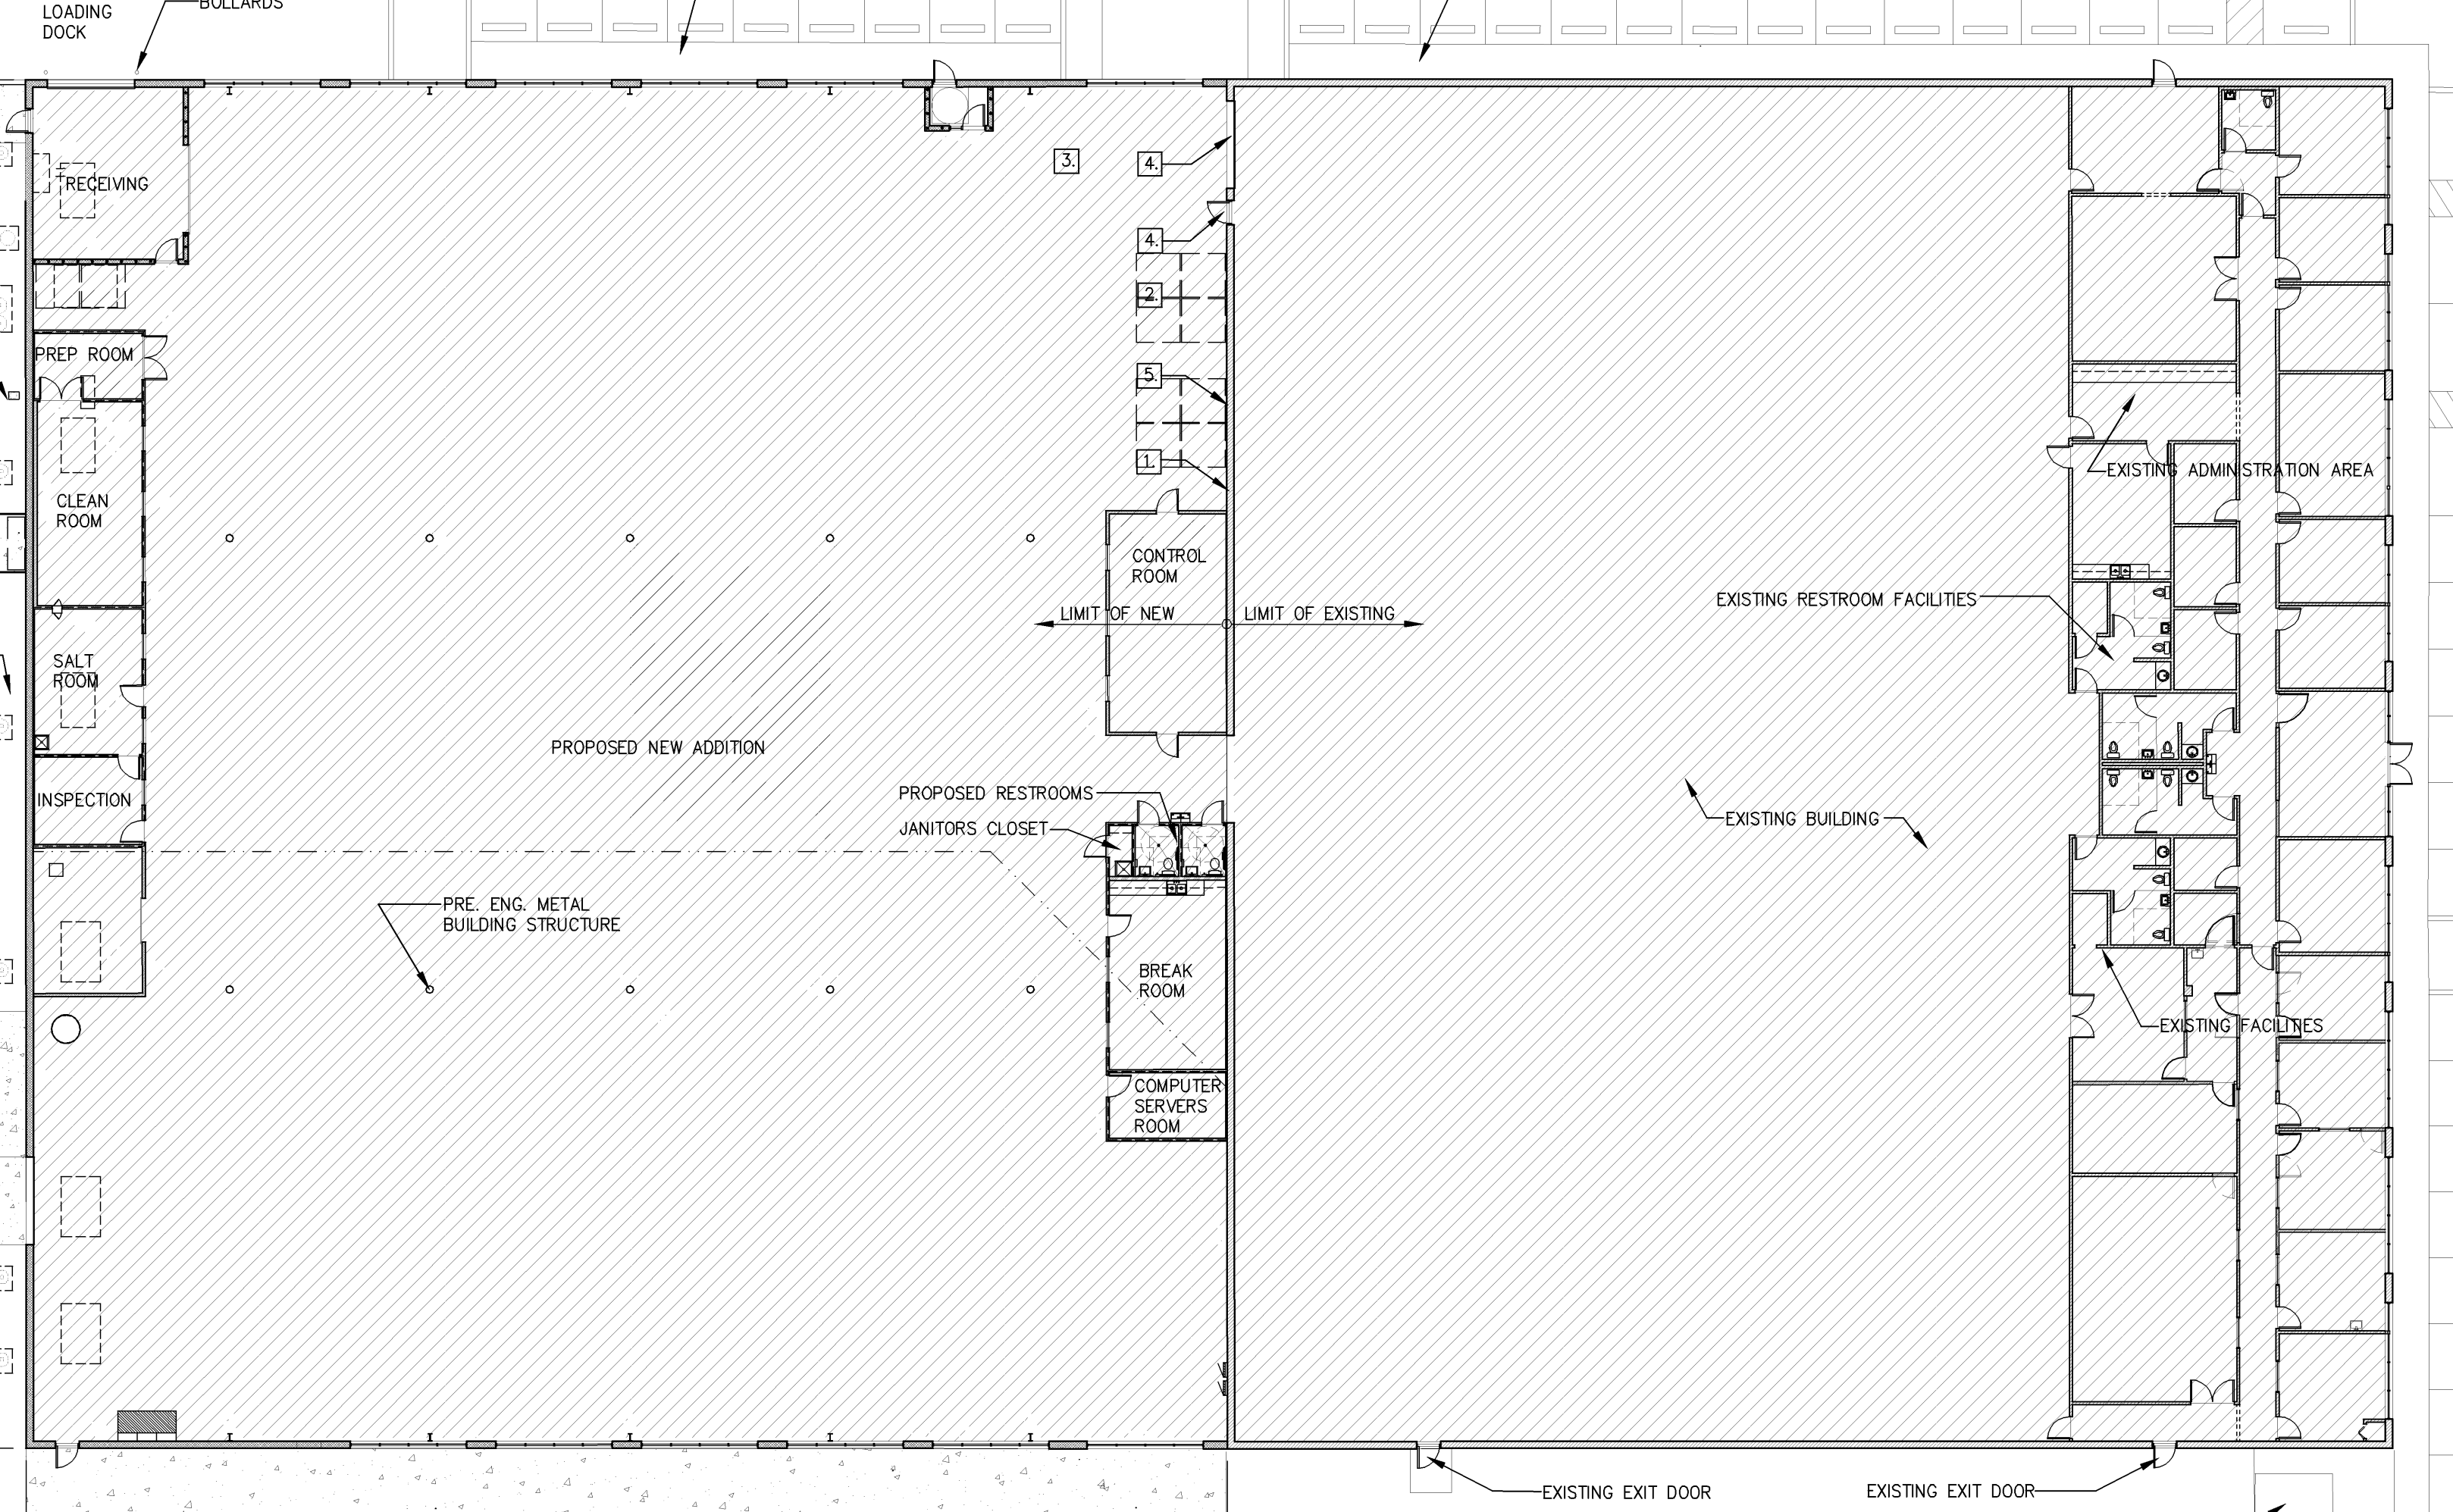 LOADING
DOCK
BOLLARDS
RECEIVING
3.
4.
4.
2.
PREP ROOM
5.
1.
CLEAN
ROOM
EXISTING ADMINISTRATION AREA
CONTROL
ROOM
LIMIT OF NEW
LIMIT OF EXISTING
EXISTING RESTROOM FACILITIES
SALT
ROOM
PROPOSED NEW ADDITION
INSPECTION
PROPOSED RESTROOMS
JANITORS CLOSET
EXISTING BUILDING
PRE. ENG. METAL
BUILDING STRUCTURE
BREAK
ROOM
EXISTING FACILITIES
COMPUTER
SERVERS
ROOM
EXISTING EXIT DOOR
EXISTING EXIT DOOR